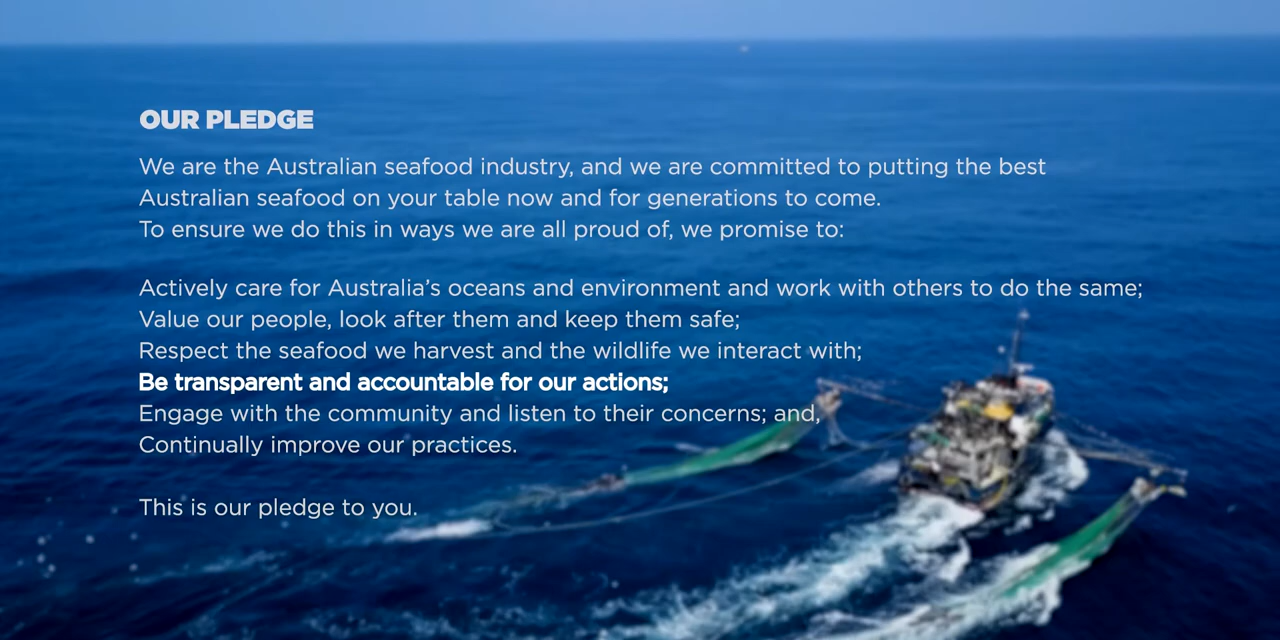 OUR PLEDGE
We are the Australian seafood industry, and we are committed to putting the best
Australian seafood on your table now and for generations to come.
To ensure we do this in ways we are all proud of, we promise to:
Actively care for Australia’s oceans and environment and work with others to do the same;
Value our people, look after them and keep them safe;
Respect the seafood we harvest and the wildlife we interact with;
Be transparent and accountable for our actions;
Engage with the community and listen to their concerns; and,
Continually improve our practices.
This is our pledge to you.